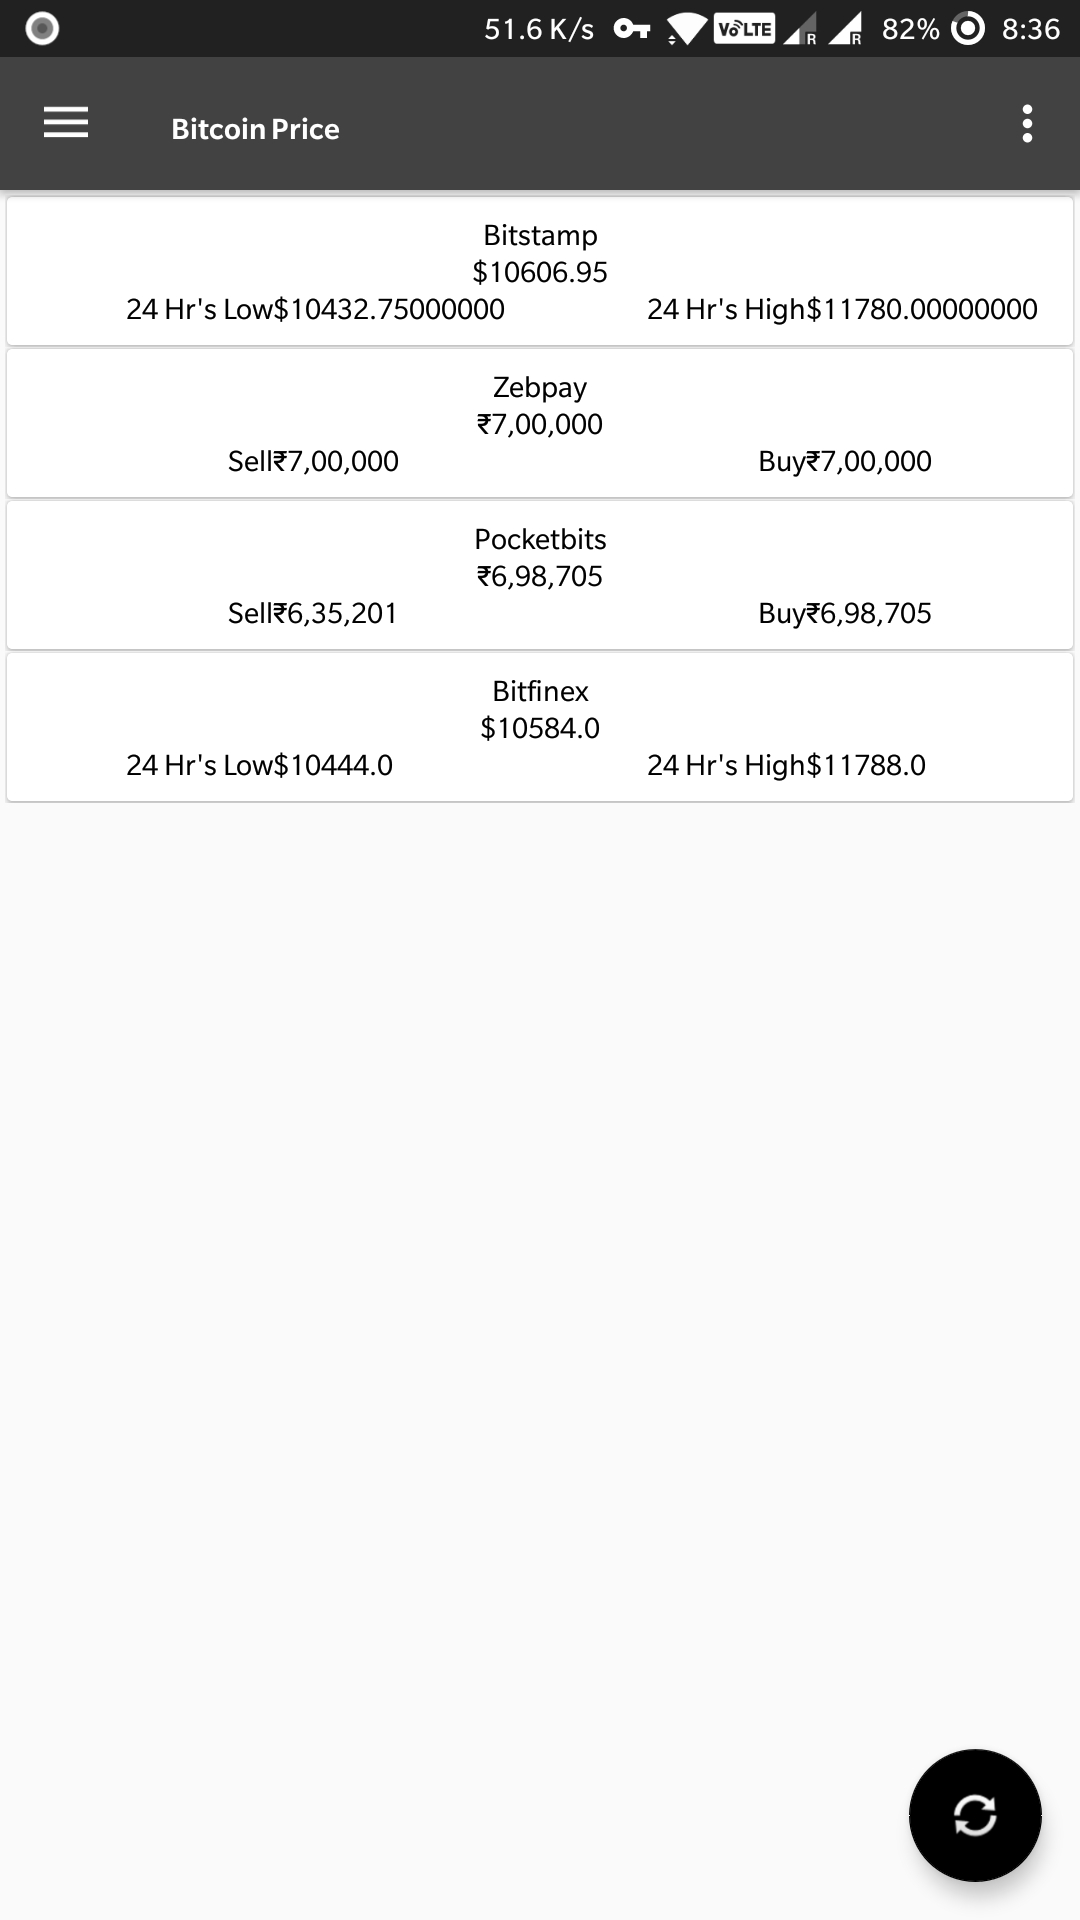 51.6 K/s VoLTE R R 82% 8:36
Bitcoin Price
Bitstamp
$10606.95
24 Hr's Low$10432.75000000 24 Hr's High$11780.00000000
Zebpay
₹7,00,000
Sell₹7,00,000 Buy₹7,00,000
Pocketbits
₹6,98,705
Sell₹6,35,201 Buy₹6,98,705
Bitfinex
$10584.0
24 Hr's Low$10444.0 24 Hr's High$11788.0